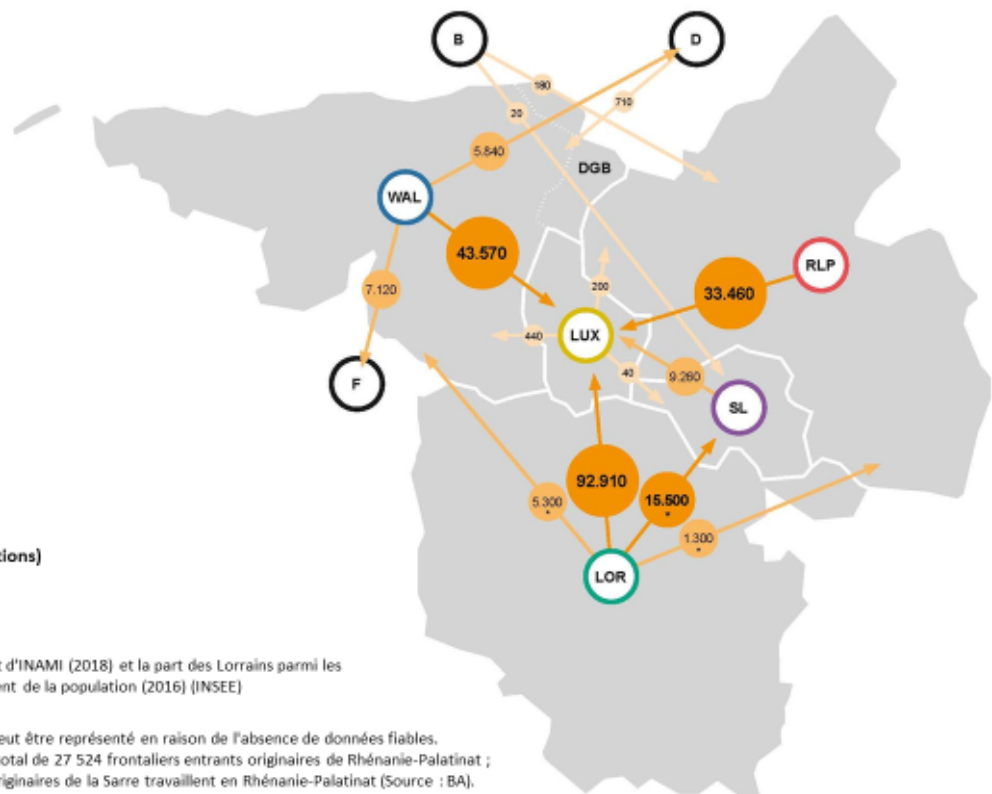 B
D
180
20
710
5.840
DGB
WAL
43.570
RLP
7.120
200
33.460
LUX
440
40
9.260
F
SL
92.910
15.500
*
5.300
*
1.300
*
tions)
LOR
t d'INAMI (2018) et la part des Lorrains parmi les
ent de la population (2016) (INSEE)
eut être représenté en raison de l'absence de données fiables.
otal de 27 524 frontaliers entrants originaires de Rhénanie-Palatinat ;
riginaires de la Sarre travaillent en Rhénanie-Palatinat (Source : BA).